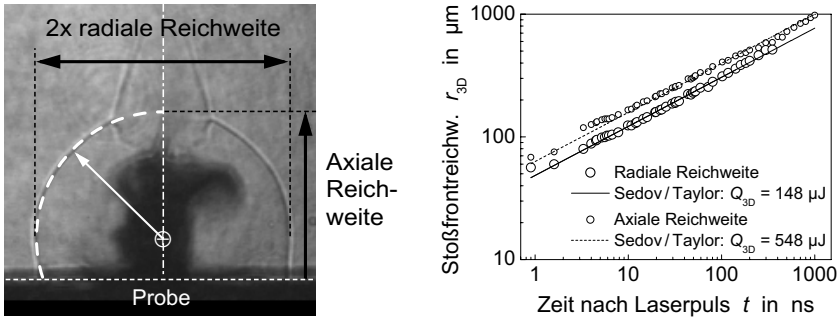 2x radiale Reichweite
Axiale
Reich-
weite
Probe
Stoßfrontreichw. r3D in µm
1000
100
10
Radiale Reichweite
Sedov/Taylor: Q3D = 148 µJ
Axiale Reichweite
Sedov/Taylor: Q3D = 548 µJ
1
10
100
1000
Zeit nach Laserpuls t in ns